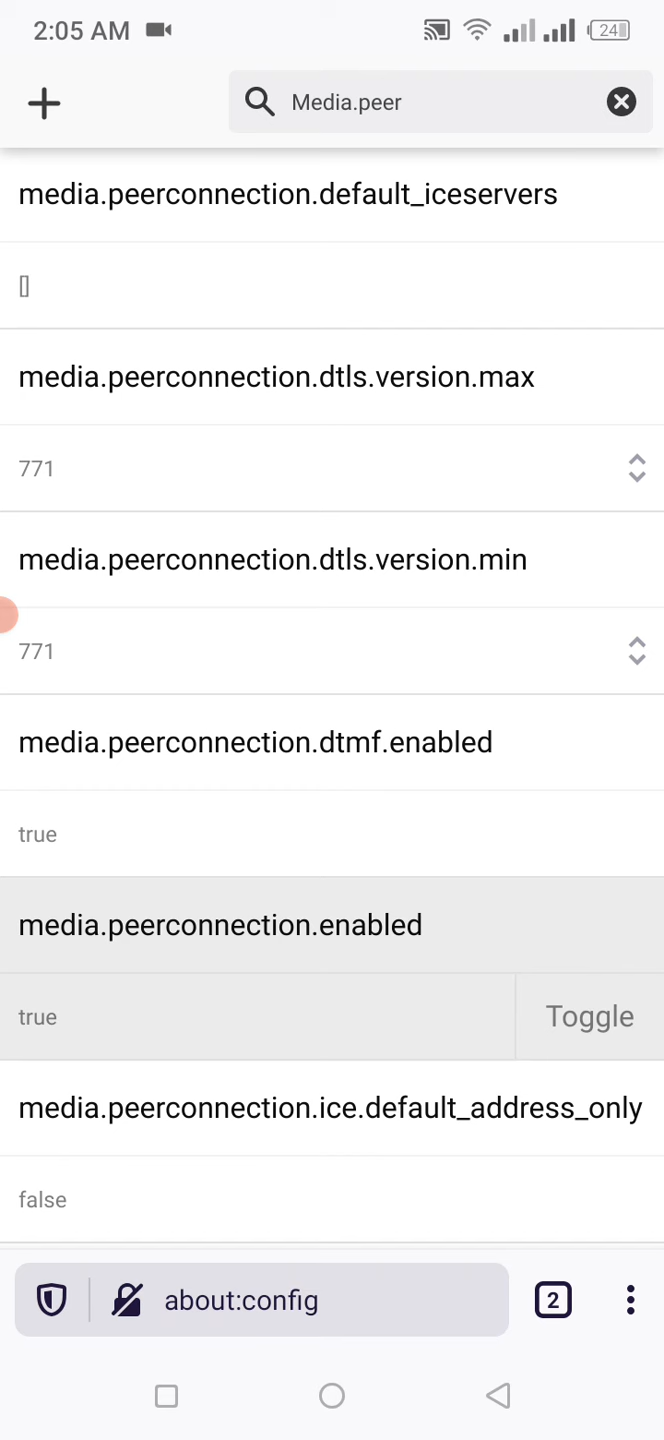 2:05 AM
24
Media.peer
media.peerconnection.default_iceservers
[]
media.peerconnection.dtls.version.max
771
media.peerconnection.dtls.version.min
771
media.peerconnection.dtmf.enabled
true
media.peerconnection.enabled
true
Toggle
media.peerconnection.ice.default_address_only
false
about:config
2